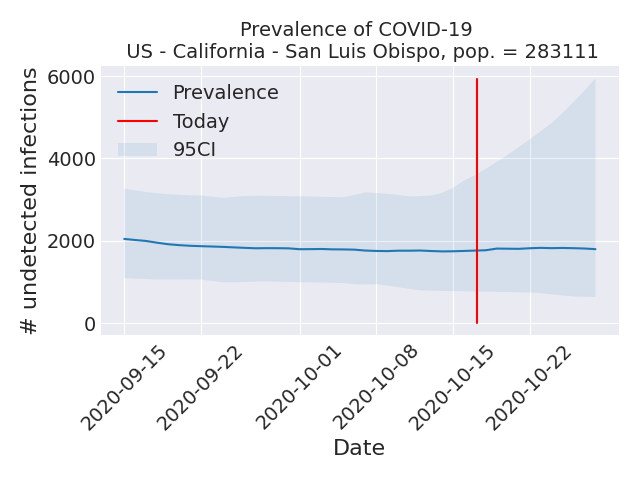 Prevalence of COVID-19
US - California - San Luis Obispo, pop. = 283111
# undetected infections
6000
4000
2000
0
Prevalence
Today
95CI
2020-09-15
2020-09-22
2020-10-01
2020-10-08
2020-10-15
2020-10-22
Date